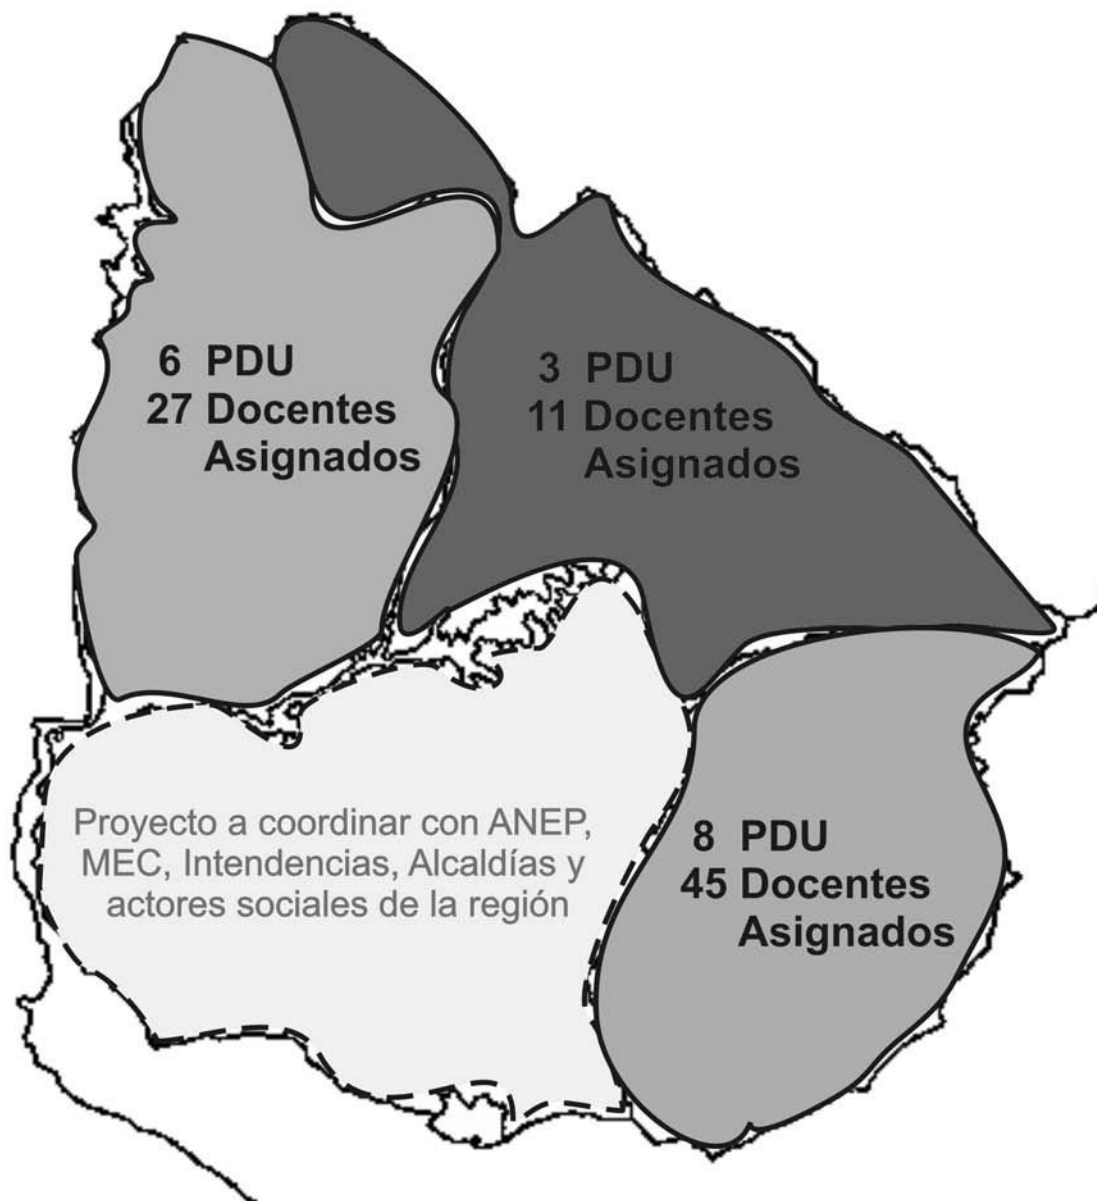 6 PDU
27 Docentes
Asignados
3 PDU
11 Docentes
Asignados
Proyecto a coordinar con ANEP,
MEC, Intendencias, Alcaldías y
actores sociales de la región
8 PDU
45 Docentes
Asignados